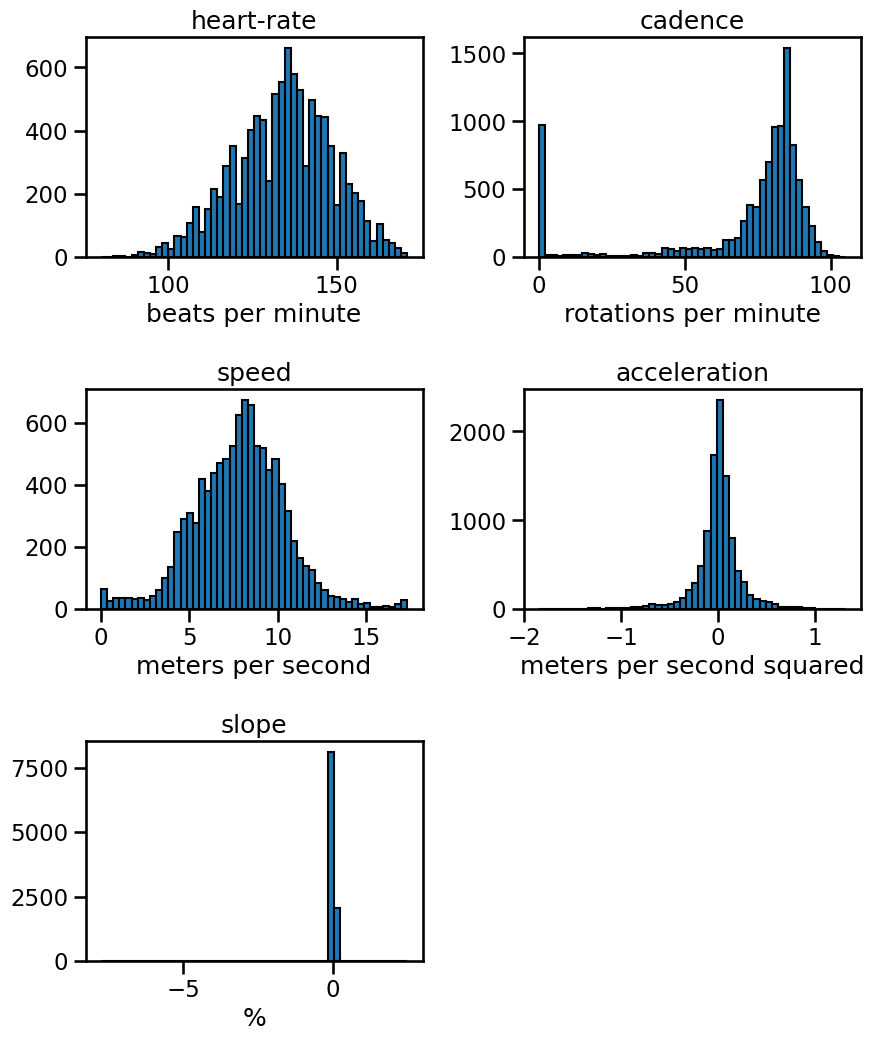 heart-rate
600
400
200
0
100 150
beats per minute
cadence
1500
1000
500
0
0 50 100
rotations per minute
speed
600
400
200
0
0 5 10 15
meters per second
acceleration
2000
1000
0
−2 −1 0 1
meters per second squared
slope
7500
5000
2500
0
−5 0
%